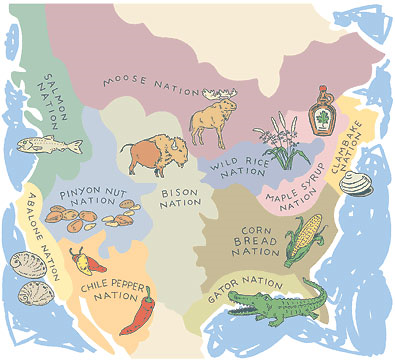 MOOSE NATION
SALMON
NATION
CLAMBAKE
NATION
WILD RICE
NATION
MAPLE SYRUP
NATION
PINYON NUT
NATION
BISON
NATION
ABALONE NATION
CORN
BREAD
NATION
CHILE PEPPER
NATION
GATOR NATION